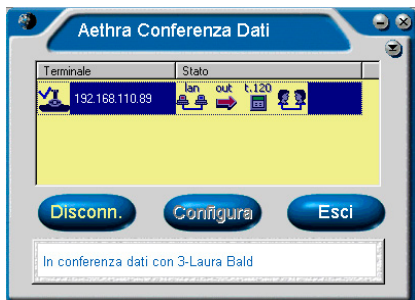 Aethra Conferenza Dati
Terminale Stato
192.168.110.89 lan out t.120
Disconn. Configura Esci
In conferenza dati con 3-Laura Bald